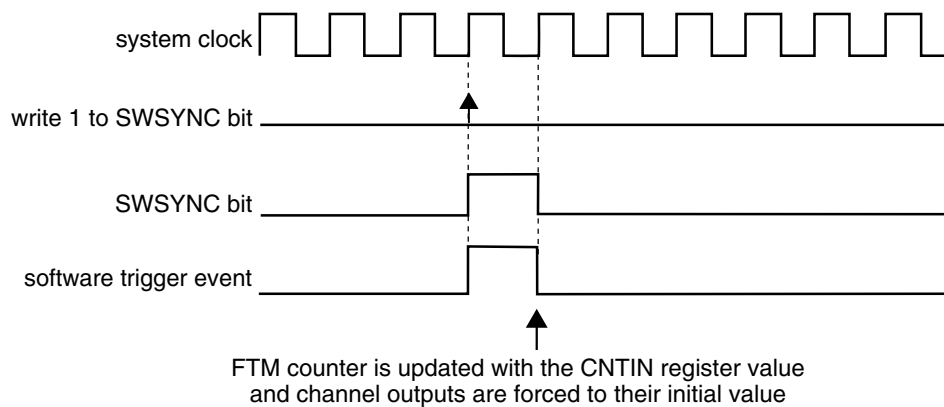 system clock
write 1 to SWSYNC bit
SWSYNC bit
software trigger event
FTM counter is updated with the CNTIN register value
and channel outputs are forced to their initial value